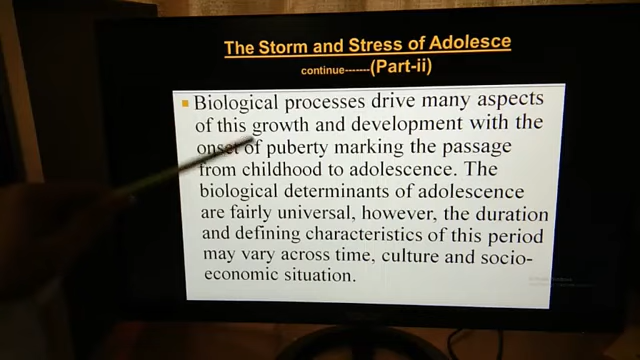 The Storm and Stress of Adolesce
continue-------(Part-ii)
Biological processes drive many aspects
of this growth and development with the
onset of puberty marking the passage
from childhood to adolescence. The
biological determinants of adolescence
are fairly universal, however, the duration
and defining characteristics of this period
may vary across time, culture and socio-
economic situation.